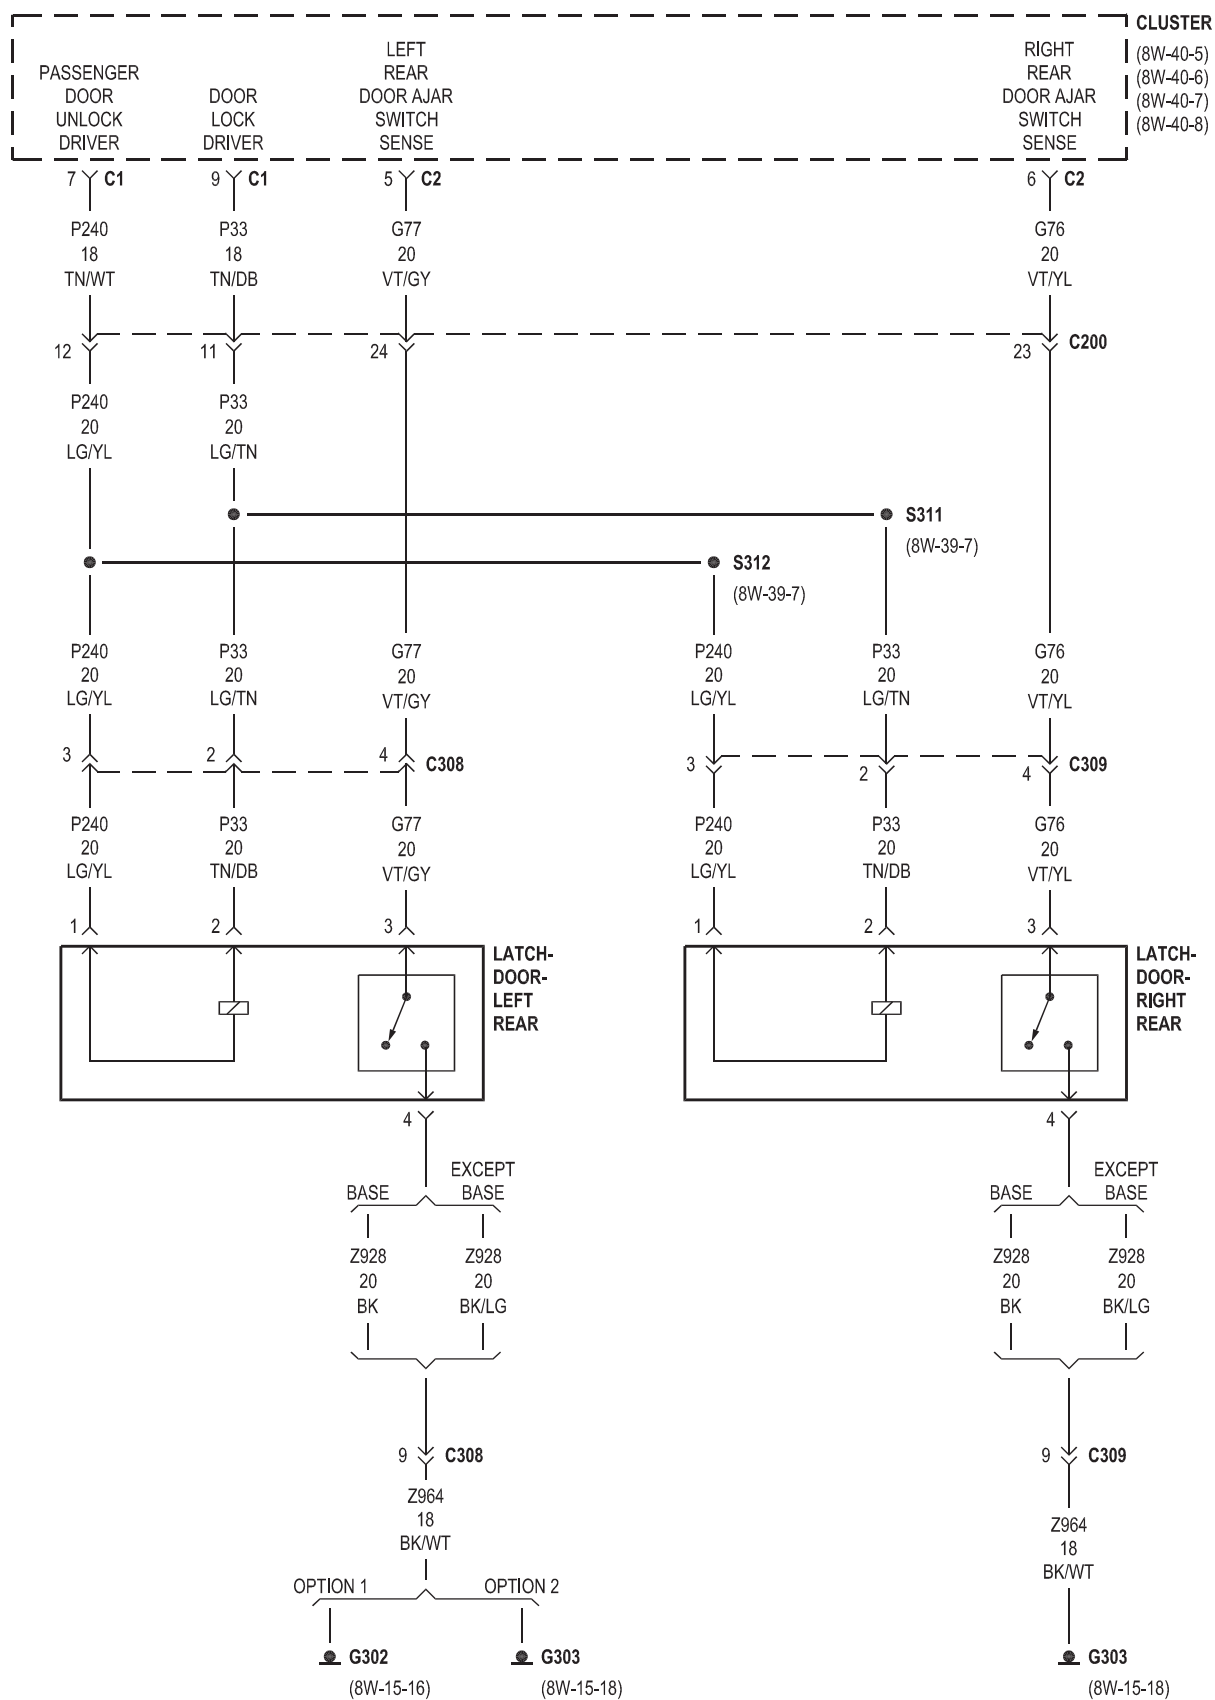 CLUSTER
(8W-40-5)
(8W-40-6)
(8W-40-7)
(8W-40-8)
PASSENGER
DOOR
UNLOCK
DRIVER
DOOR
LOCK
DRIVER
LEFT
REAR
DOOR AJAR
SWITCH
SENSE
RIGHT
REAR
DOOR AJAR
SWITCH
SENSE
7 C1
9 C1
5 C2
6 C2
P240
18
TN/WT
P33
18
TN/DB
G77
20
VT/GY
G76
20
VT/YL
12
11
24
23
C200
P240
20
LG/YL
P33
20
LG/TN
S311
(8W-39-7)
S312
(8W-39-7)
P240
20
LG/YL
P33
20
LG/TN
G77
20
VT/GY
P240
20
LG/YL
P33
20
LG/TN
G76
20
VT/YL
3
2
4
C308
3
2
4
C309
P240
20
LG/YL
P33
20
TN/DB
G77
20
VT/GY
P240
20
LG/YL
P33
20
TN/DB
G76
20
VT/YL
1
2
3
1
2
3
LATCH-
DOOR-
LEFT
REAR
LATCH-
DOOR-
RIGHT
REAR
4
4
BASE
EXCEPT
BASE
BASE
EXCEPT
BASE
Z928
20
BK
Z928
20
BK/LG
Z928
20
BK
Z928
20
BK/LG
9 C308
9 C309
Z964
18
BK/WT
Z964
18
BK/WT
OPTION 1
OPTION 2
G302
(8W-15-16)
G303
(8W-15-18)
G303
(8W-15-18)